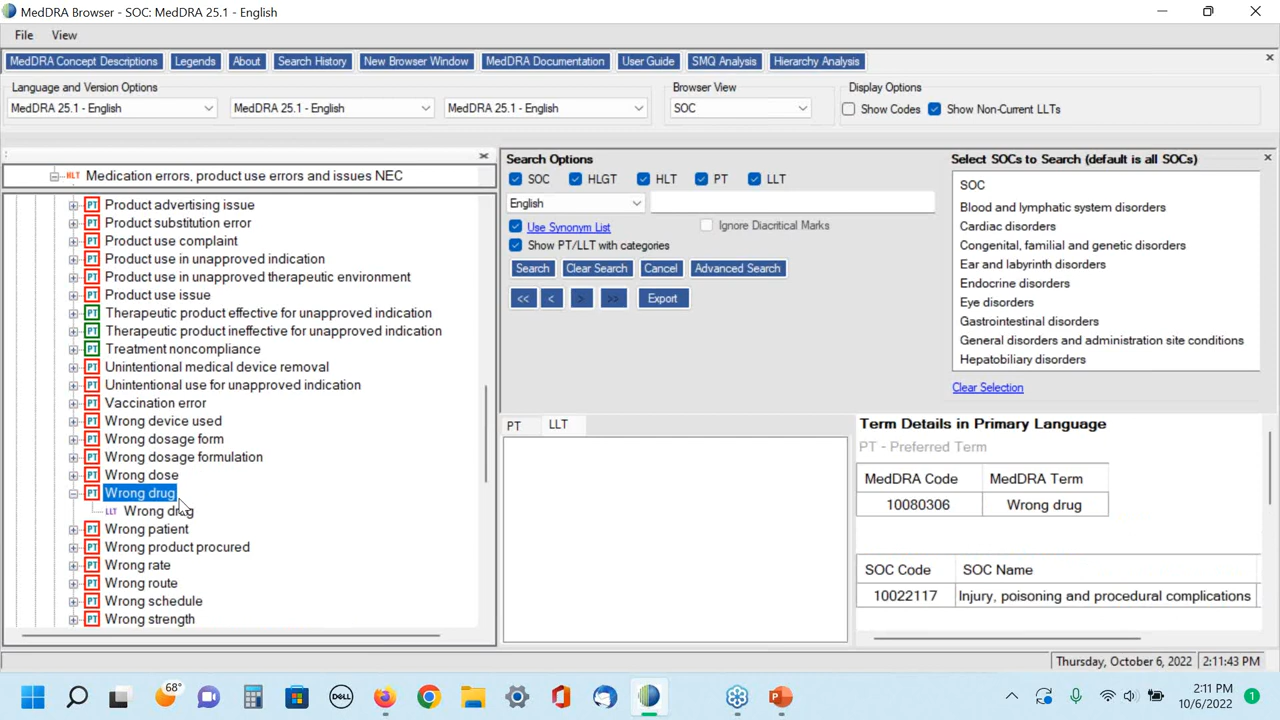 MedDRA Browser - SOC: MedDRA 25.1 - English
File View
MedDRA Concept Descriptions Legends About Search History New Browser Window MedDRA Documentation User Guide SMQ Analysis Hierarchy Analysis
Language and Version Options Browser View Display Options
MedDRA 25.1 - English MedDRA 25.1 - English MedDRA 25.1 - English SOC Show Codes Show Non-Current LLTs
HLT Medication errors, product use errors and issues NEC
PT Product advertising issue
PT Product substitution error
PT Product use complaint
PT Product use in unapproved indication
PT Product use in unapproved therapeutic environment
PT Product use issue
PT Therapeutic product effective for unapproved indication
PT Therapeutic product ineffective for unapproved indication
PT Treatment noncompliance
PT Unintentional medical device removal
PT Unintentional use for unapproved indication
PT Vaccination error
PT Wrong device used
PT Wrong dosage form
PT Wrong dosage formulation
PT Wrong dose
PT Wrong drug
LLT Wrong drug
PT Wrong patient
PT Wrong product procured
PT Wrong rate
PT Wrong route
PT Wrong schedule
PT Wrong strength
Search Options
SOC HLGT HLT PT LLT
English
Use Synonym List Ignore Diacritical Marks
Show PT/LLT with categories
Search Clear Search Cancel Advanced Search
<< < > >> Export
Select SOCs to Search (default is all SOCs)
SOC
Blood and lymphatic system disorders
Cardiac disorders
Congenital, familial and genetic disorders
Ear and labyrinth disorders
Endocrine disorders
Eye disorders
Gastrointestinal disorders
General disorders and administration site conditions
Hepatobiliary disorders
Clear Selection
PT LLT
Term Details in Primary Language
PT - Preferred Term
MedDRA Code MedDRA Term
10080306 Wrong drug
SOC Code SOC Name
10022117 Injury, poisoning and procedural complications
Thursday, October 6, 2022 2:11:43 PM
68°
DELL
2:11 PM
10/6/2022
1